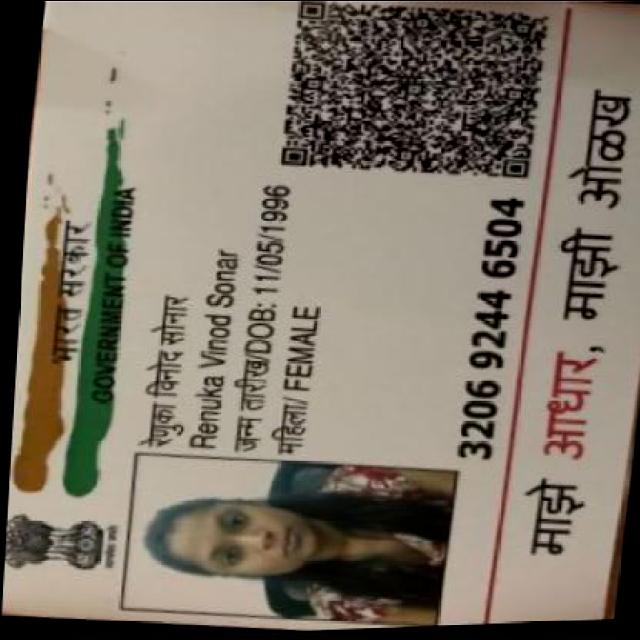 भारत सरकार
GOVERNMENT OF INDIA
रेणुका विनोद सोनार
Renuka Vinod Sonar
जन्म तारीख/DOB: 11/05/1996
महिला/ FEMALE
3206 9244 6504
माझे आधार, माझी ओळख